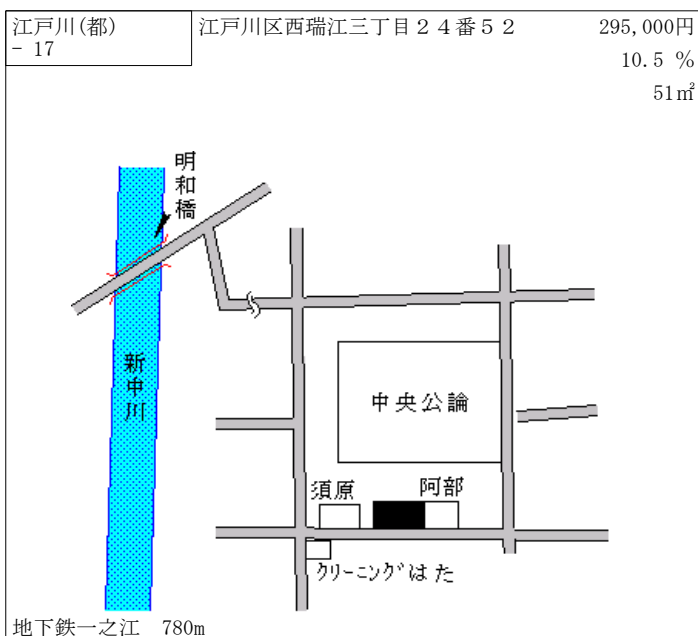 江戸川(都)
- 17
江戸川区西瑞江三丁目２４番５２
295,000円
10.5 %
51㎡
明和橋
新中川
中央公論
須原
阿部
クリーニングはた
地下鉄一之江　780m